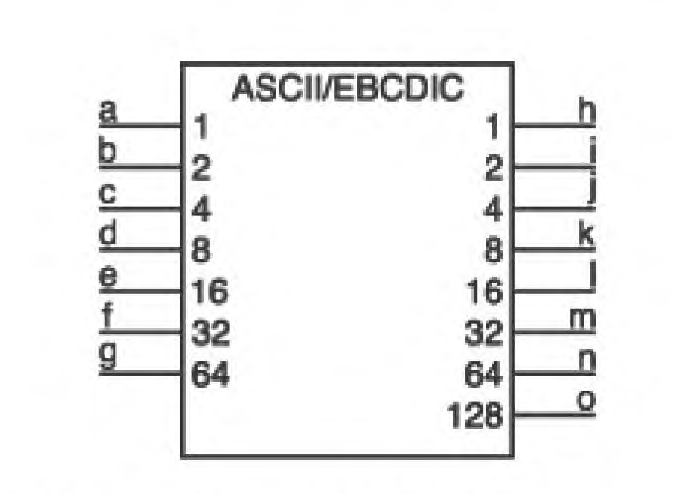 ASCII/EBCDIC
a 1 1 h
b 2 2 i
c 4 4 j
d 8 8 k
e 16 16 l
f 32 32 m
g 64 64 n
128 o